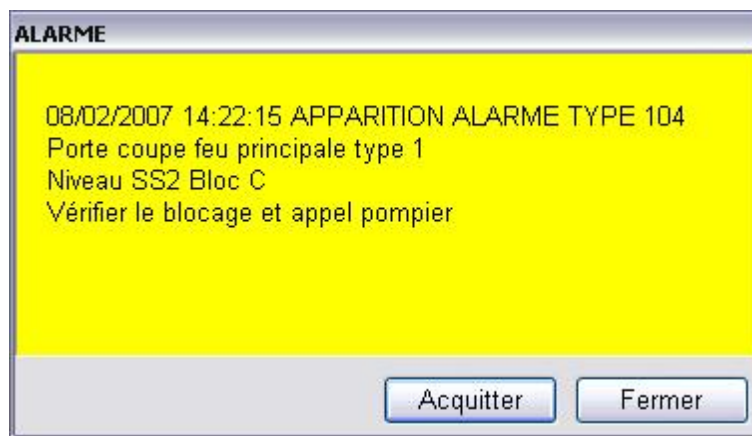 ALARME
08/02/2007 14:22:15 APPARITION ALARME TYPE 104
Porte coupe feu principale type 1
Niveau SS2 Bloc C
Vérifier le blocage et appel pompier
Acquitter Fermer